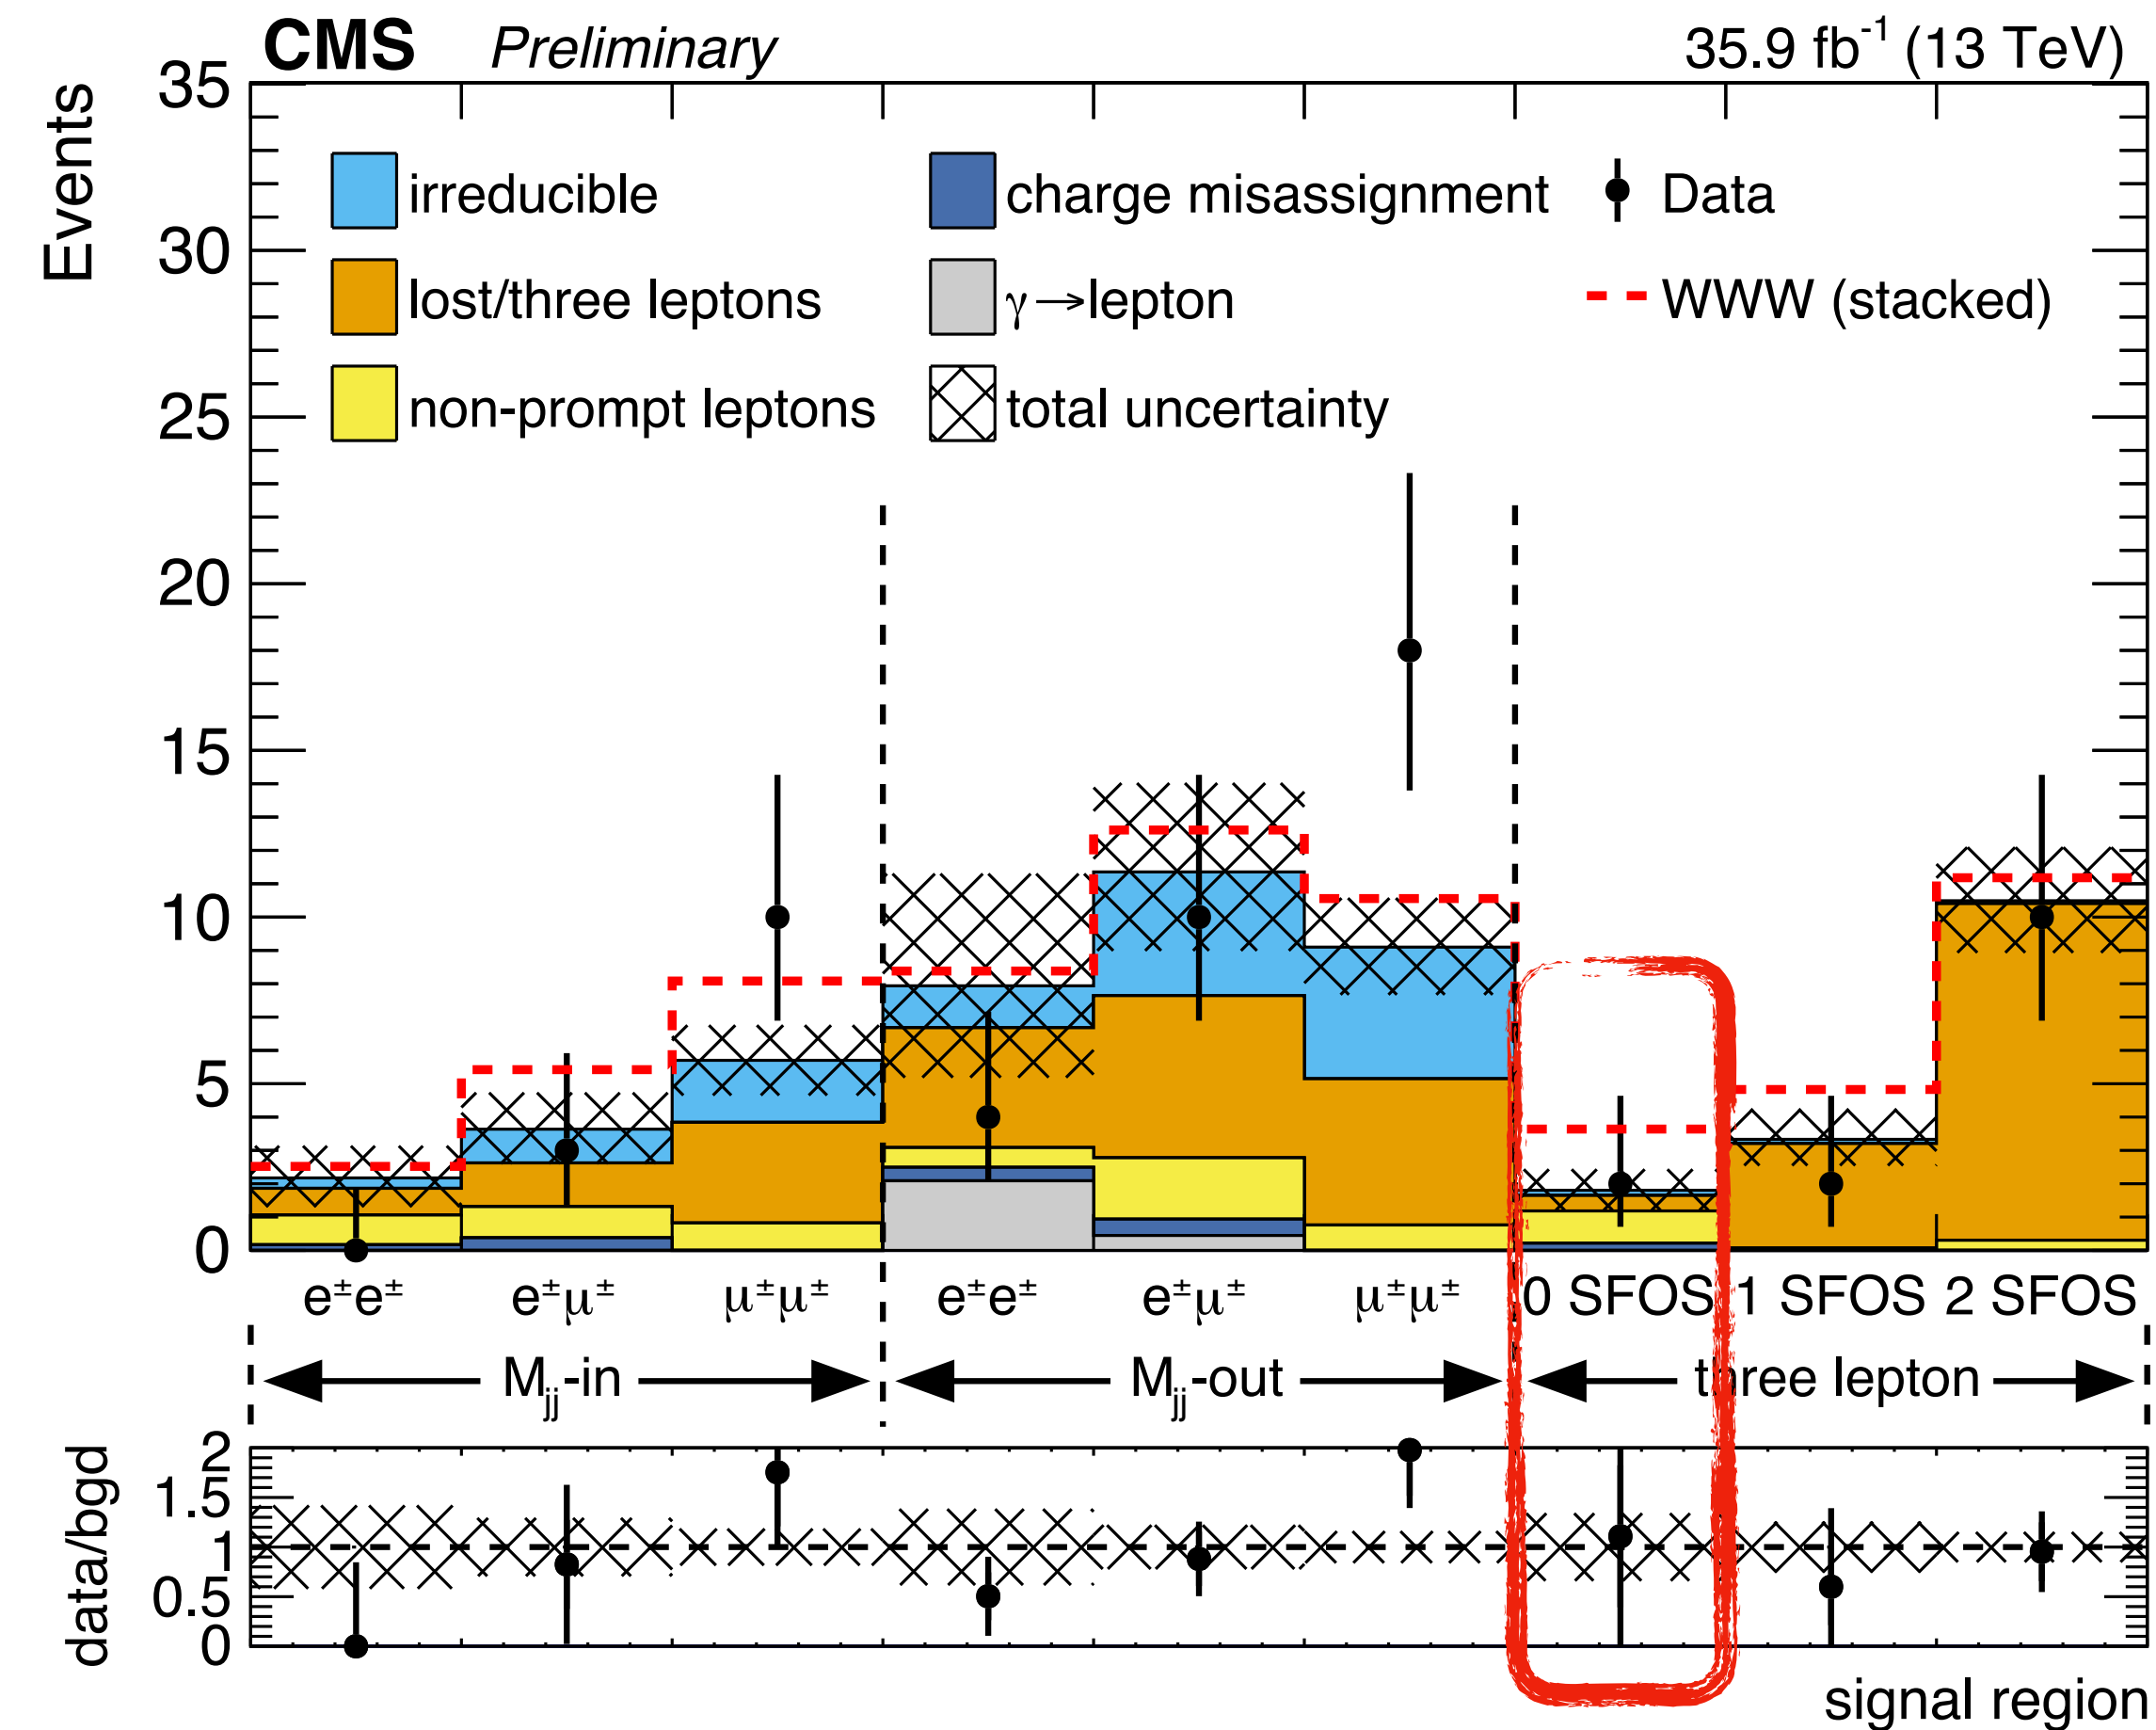 CMS Preliminary 35.9 fb⁻¹ (13 TeV)
Events
35
30
25
20
15
10
5
0
irreducible
charge misassignment
Data
lost/three leptons
γ→lepton
WWW (stacked)
non-prompt leptons
total uncertainty
e±e± e±μ± μ±μ± e±e± e±μ± μ±μ± 0 SFOS 1 SFOS 2 SFOS
Mjj-in Mjj-out three lepton
data/bgd
2
1.5
1
0.5
0
signal region